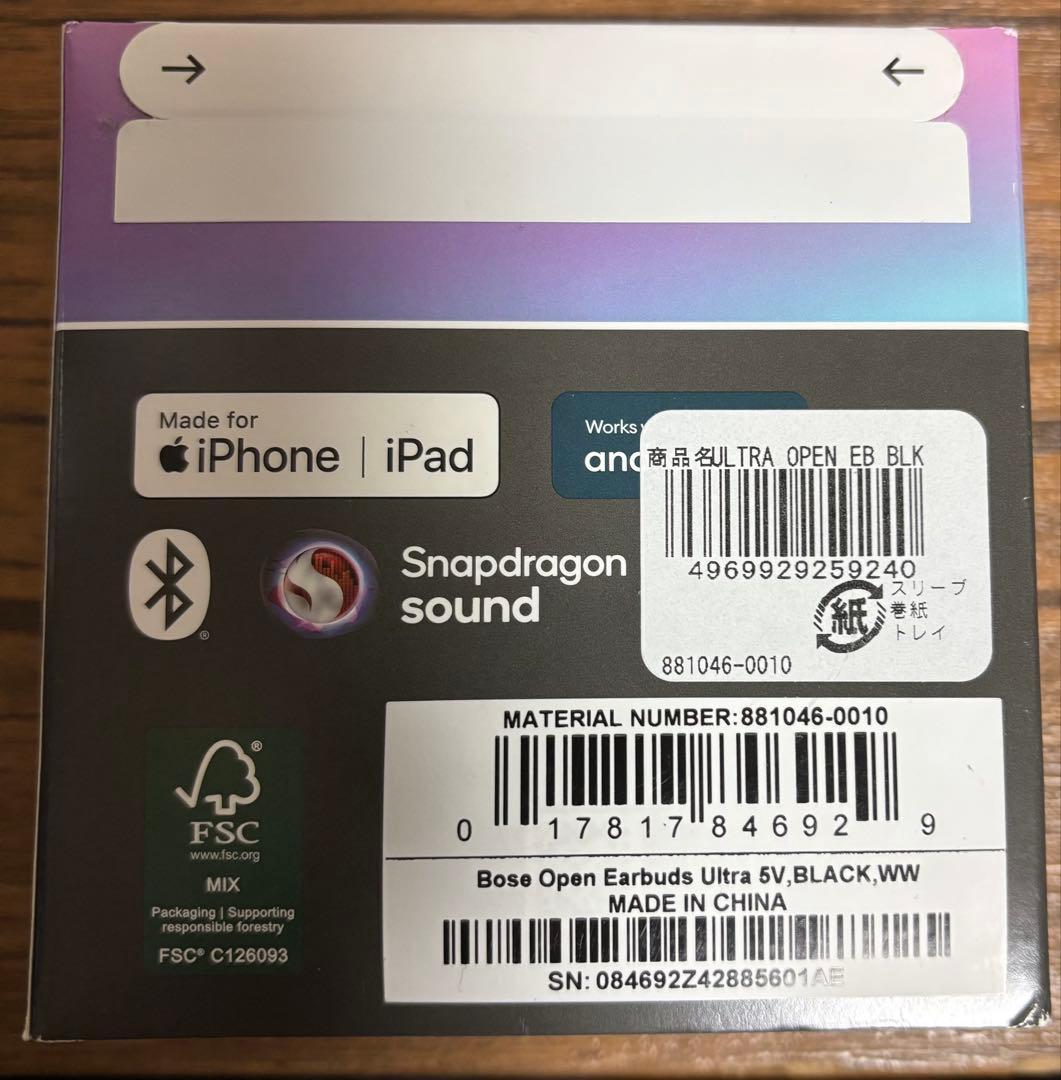 → ←
Made for
iPhone | iPad
Works
商品名ULTRA OPEN EB BLK
4969929259240
スリーブ
巻紙
トレイ
紙
881046-0010
Snapdragon
sound
®
MATERIAL NUMBER:881046-0010
0 17817 84692 9
Bose Open Earbuds Ultra 5V,BLACK,WW
MADE IN CHINA
SN: 084692Z42885601AE
®
FSC
www.fsc.org
MIX
Packaging | Supporting
responsible forestry
FSC® C126093